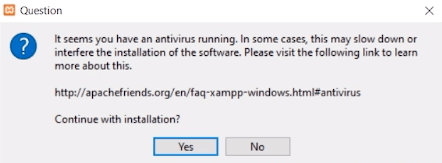 Question
It seems you have an antivirus running. In some cases, this may slow down or
interfere the installation of the software. Please visit the following link to learn
more about this.
http://apachefriends.org/en/faq-xampp-windows.html#antivirus
Continue with installation?
Yes No